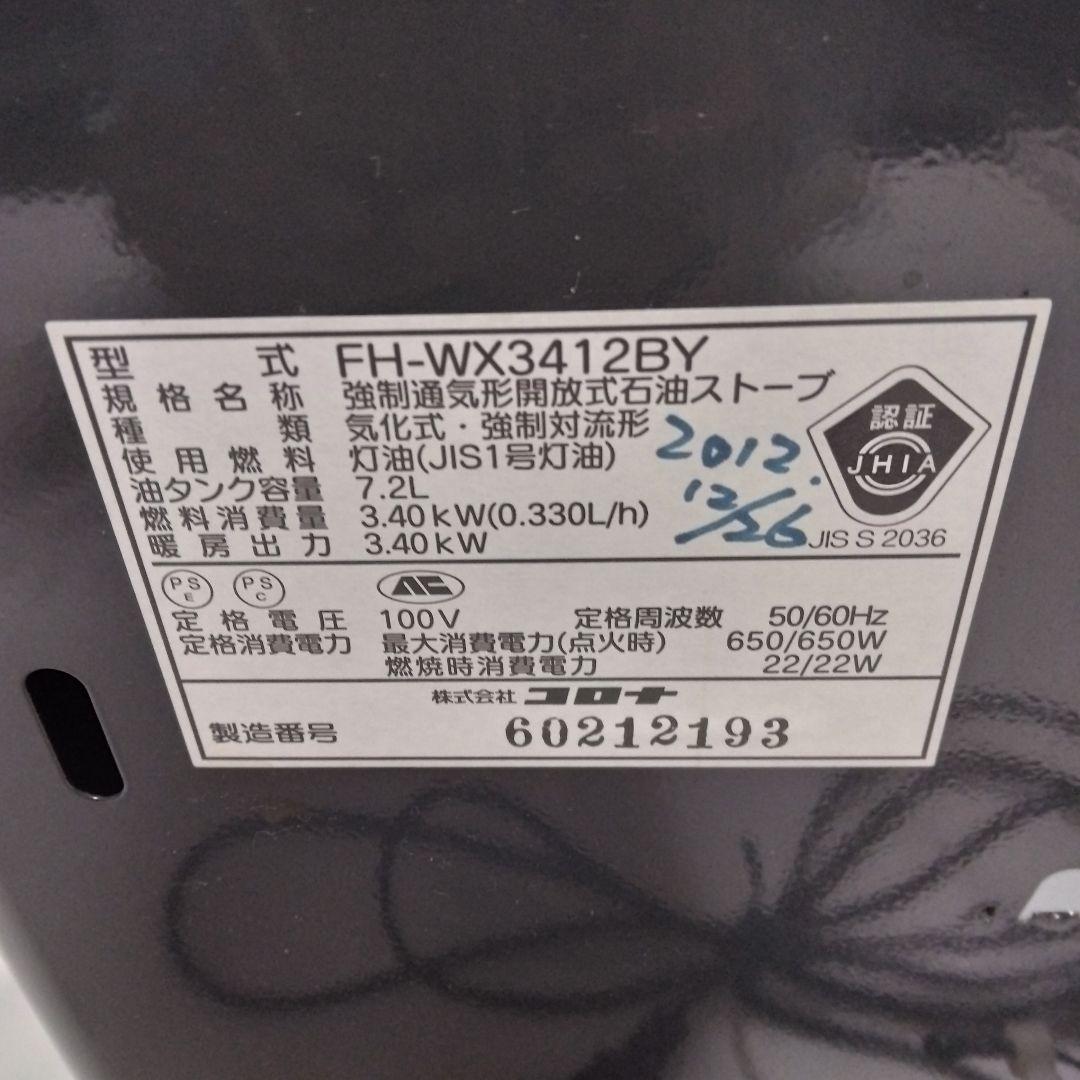 型式 FH-WX3412BY
規格名称 強制通気形開放式石油ストーブ
種類 気化式・強制対流形
使用燃料 灯油(JIS1号灯油)
油タンク容量 7.2L
燃料消費量 3.40kW(0.330L/h)
暖房出力 3.40kW
2012.
12/26
認証
JHIA
JIS S 2036
PS E
PS C
定格電圧 100V 定格周波数 50/60Hz
定格消費電力 最大消費電力(点火時) 650/650W
燃焼時消費電力 22/22W
株式会社 コロナ
製造番号 60212193